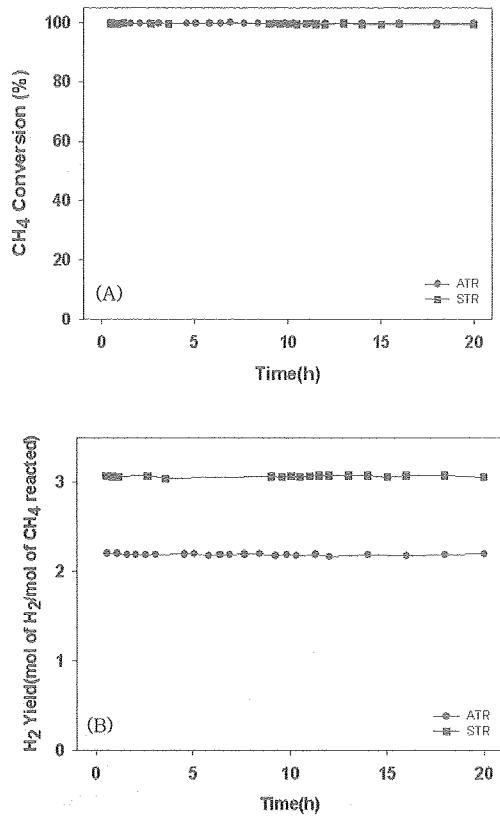 CH4 Conversion (%)
100
80
60
40
20
0
(A)
ATR
STR
0
5
10
15
20
Time(h)
H2 Yield(mol of H2/mol of CH4 reacted)
3
2
1
0
(B)
ATR
STR
0
5
10
15
20
Time(h)